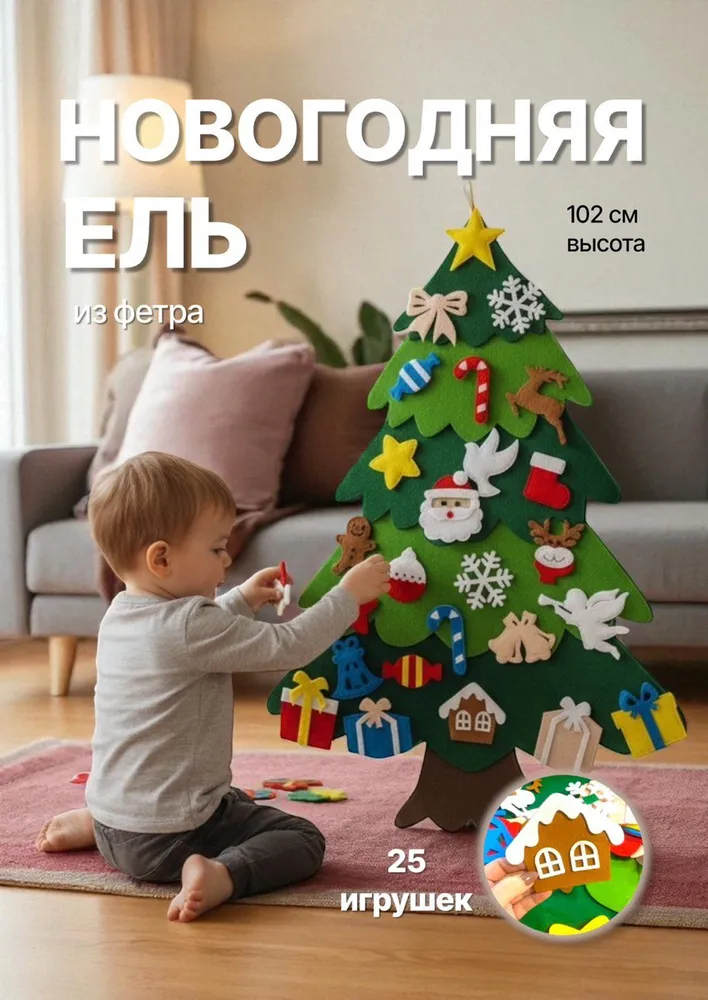 НОВОГОДНЯЯ
ЕЛЬ
из фетра
102 см
высота
25
игрушек